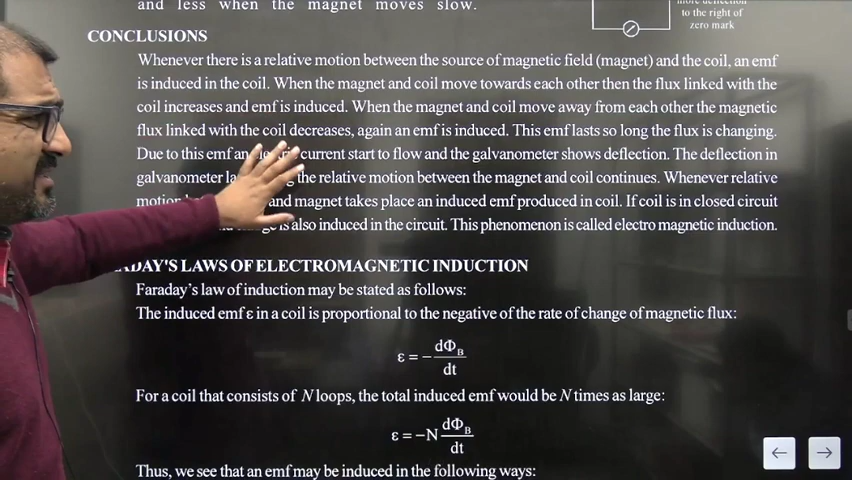 and less when the magnet moves slow.
more deflection
to the right of
zero mark
CONCLUSIONS
Whenever there is a relative motion between the source of magnetic field (magnet) and the coil, an emf
is induced in the coil. When the magnet and coil move towards each other then the flux linked with the
coil increases and emf is induced. When the magnet and coil move away from each other the magnetic
flux linked with the coil decreases, again an emf is induced. This emf lasts so long the flux is changing.
Due to this emf an electric current start to flow and the galvanometer shows deflection. The deflection in
galvanometer the relative motion between the magnet and coil continues. Whenever relative
motion and magnet takes place an induced emf produced in coil. If coil is in closed circuit
is also induced in the circuit. This phenomenon is called electro magnetic induction.
LAWS OF ELECTROMAGNETIC INDUCTION
Faraday's law of induction may be stated as follows:
The induced emf ε in a coil is proportional to the negative of the rate of change of magnetic flux:
ε = − dΦ_B / dt
For a coil that consists of N loops, the total induced emf would be N times as large:
ε = −N dΦ_B / dt
Thus, we see that an emf may be induced in the following ways: